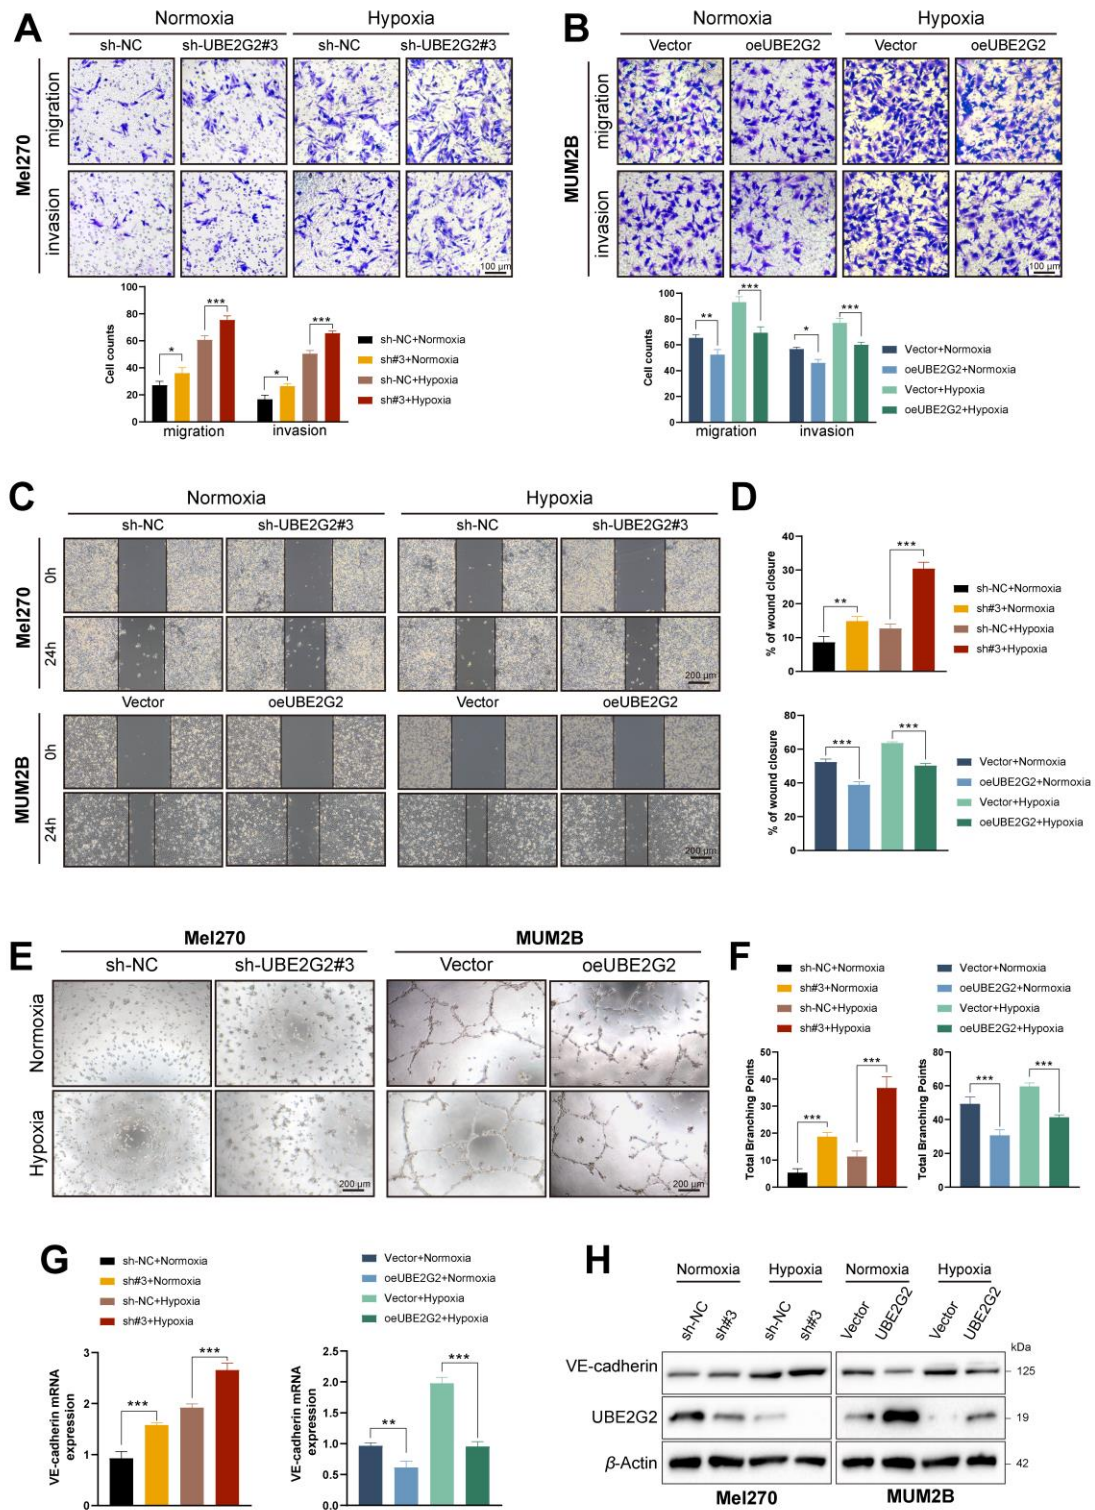 A
Normoxia Hypoxia
sh-NC sh-UBE2G2#3 sh-NC sh-UBE2G2#3
Mel270
migration
invasion
100 μm
Cell counts
100
80
60
40
20
0
* *** * ***
migration invasion
sh-NC+Normoxia
sh#3+Normoxia
sh-NC+Hypoxia
sh#3+Hypoxia
B
Normoxia Hypoxia
Vector oeUBE2G2 Vector oeUBE2G2
MUM2B
migration
invasion
100 μm
Cell counts
100
80
60
40
20
0
** *** * ***
migration invasion
Vector+Normoxia
oeUBE2G2+Normoxia
Vector+Hypoxia
oeUBE2G2+Hypoxia
C
Normoxia Hypoxia
sh-NC sh-UBE2G2#3 sh-NC sh-UBE2G2#3
Mel270
0h
24h
200 μm
Vector oeUBE2G2 Vector oeUBE2G2
MUM2B
0h
24h
200 μm
D
% of wound closure
40
30
20
10
0
** ***
sh-NC+Normoxia
sh#3+Normoxia
sh-NC+Hypoxia
sh#3+Hypoxia
% of wound closure
80
60
40
20
0
*** ***
Vector+Normoxia
oeUBE2G2+Normoxia
Vector+Hypoxia
oeUBE2G2+Hypoxia
E
Mel270 MUM2B
sh-NC sh-UBE2G2#3 Vector oeUBE2G2
Normoxia
Hypoxia
200 μm 200 μm
F
sh-NC+Normoxia
sh#3+Normoxia
sh-NC+Hypoxia
sh#3+Hypoxia
Vector+Normoxia
oeUBE2G2+Normoxia
Vector+Hypoxia
oeUBE2G2+Hypoxia
Total Branching Points
50
40
30
20
10
0
*** ***
Total Branching Points
80
60
40
20
0
*** ***
G
sh-NC+Normoxia
sh#3+Normoxia
sh-NC+Hypoxia
sh#3+Hypoxia
VE-cadherin mRNA
expression
3
2
1
0
*** ***
Vector+Normoxia
oeUBE2G2+Normoxia
Vector+Hypoxia
oeUBE2G2+Hypoxia
VE-cadherin mRNA
expression
2.5
2.0
1.5
1.0
0.5
0.0
** ***
H
Normoxia Hypoxia Normoxia Hypoxia
sh-NC sh#3 sh-NC sh#3 Vector UBE2G2 Vector UBE2G2
kDa
VE-cadherin 125
UBE2G2 19
β-Actin 42
Mel270 MUM2B